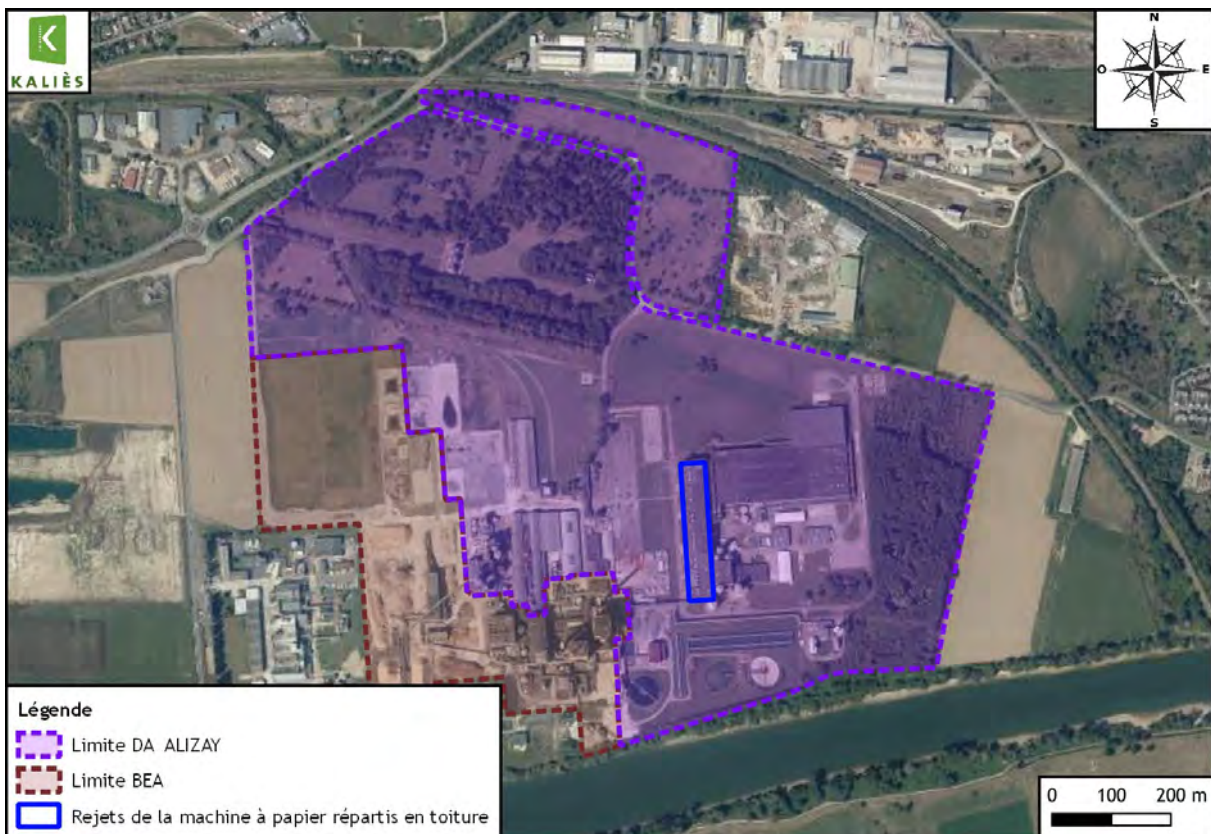 KALIÈS
N
O
E
S
Légende
Limite DA ALIZAY
Limite BEA
Rejets de la machine à papier répartis en toiture
0 100 200 m